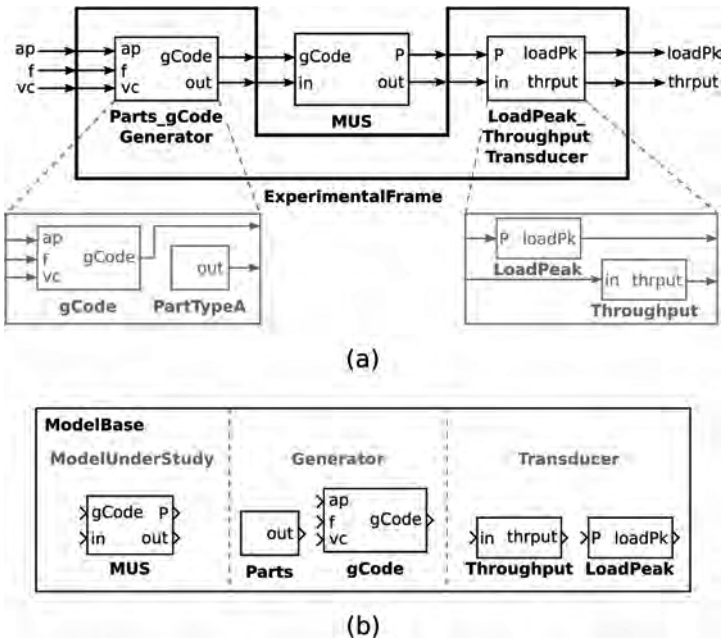 ap
f
vc
ap
f
vc
gCode
out
Parts_gCode
Generator
gCode
in
P
out
MUS
P
in
loadPk
thrput
LoadPeak_
Throughput
Transducer
loadPk
thrput
ExperimentalFrame
ap
f
vc
gCode
gCode
out
PartTypeA
P loadPk
LoadPeak
in thrput
Throughput
(a)
ModelBase
ModelUnderStudy
Generator
Transducer
gCode P
in out
MUS
out
Parts
ap
f
vc
gCode
gCode
in thrput
Throughput
P loadPk
LoadPeak
(b)